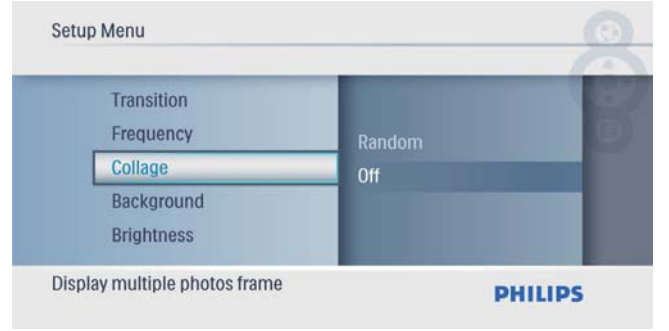 Setup Menu
Transition
Frequency
Collage
Background
Brightness
Random
Off
Display multiple photos frame
PHILIPS